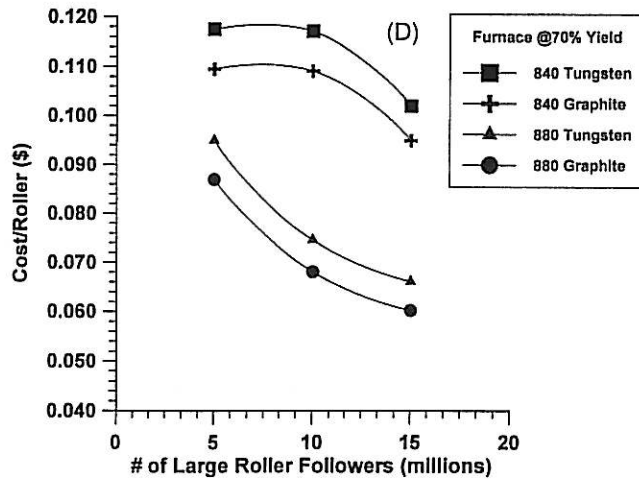 0.120
0.110
0.100
0.090
0.080
0.070
0.060
0.050
0.040
Cost/Roller ($)
(D)
Furnace @70% Yield
840 Tungsten
840 Graphite
880 Tungsten
880 Graphite
0 5 10 15 20
# of Large Roller Followers (millions)